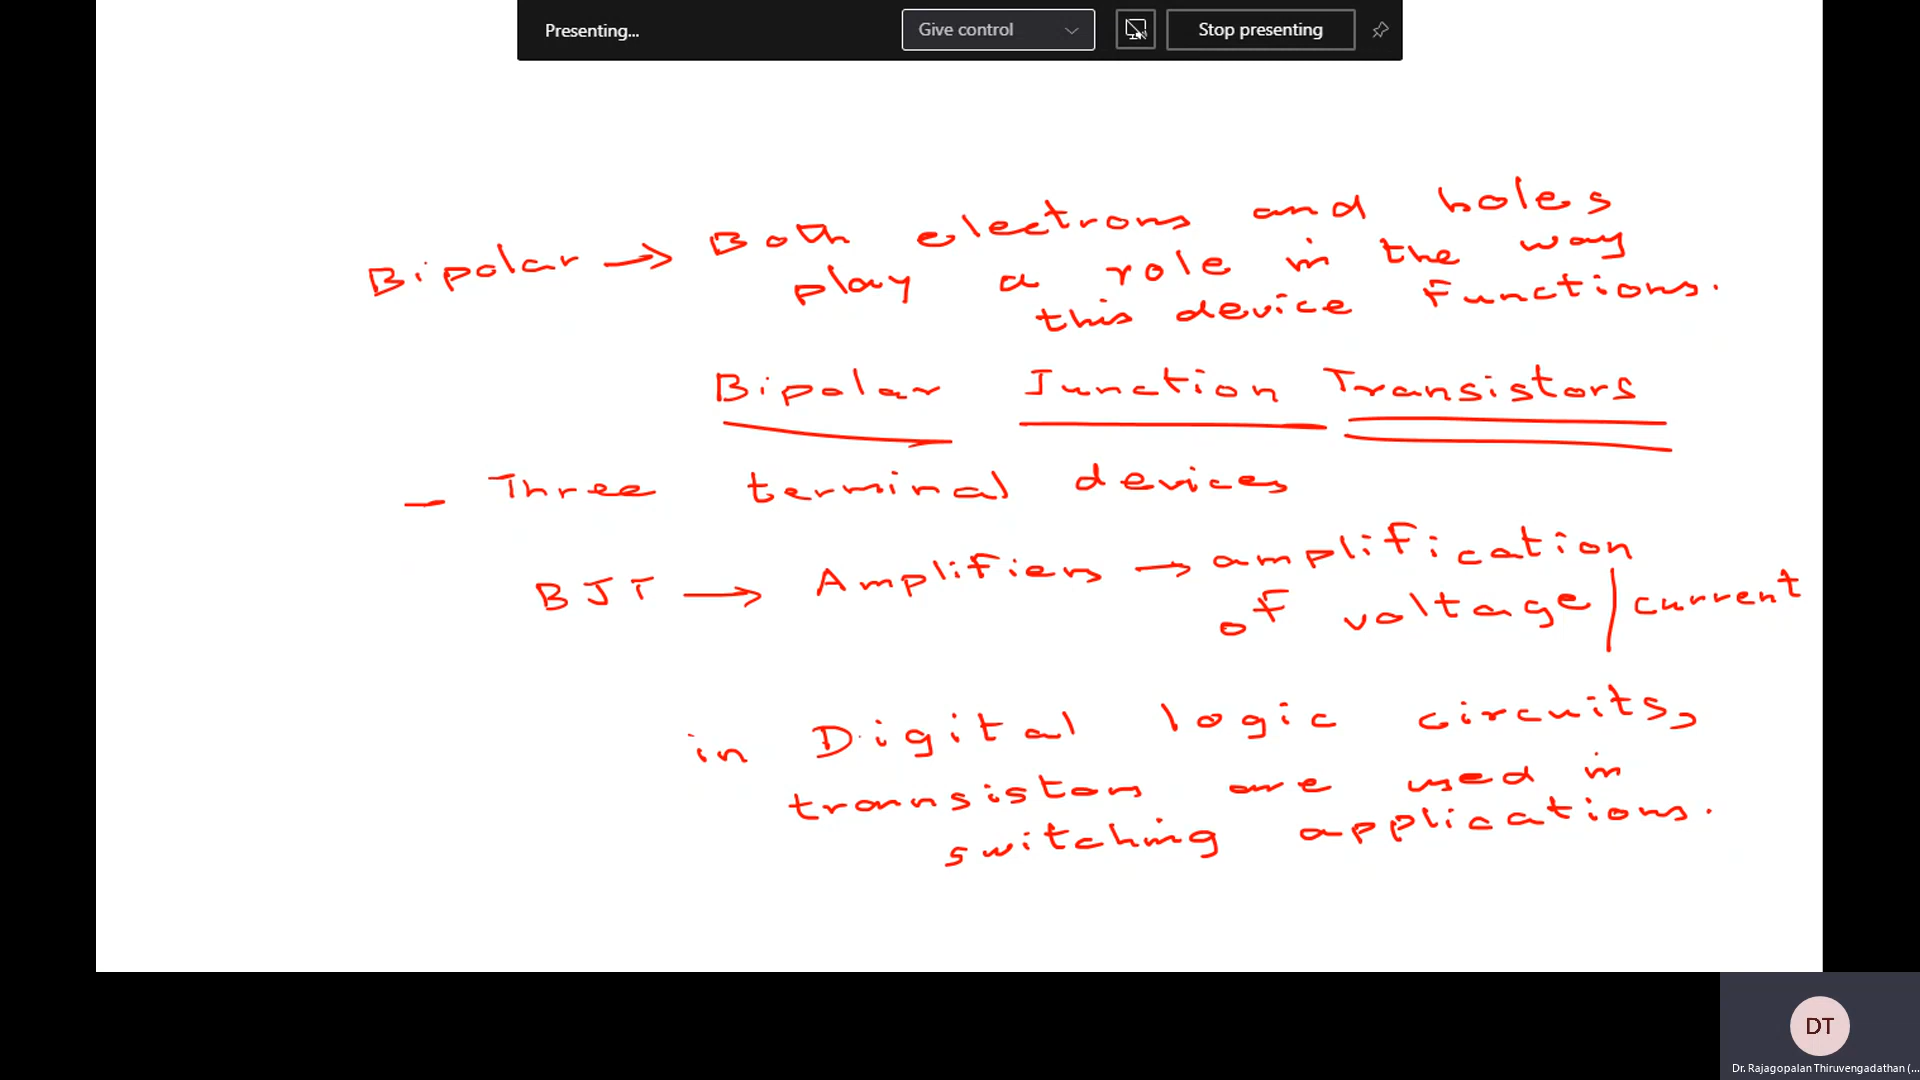 Presenting...
Give control
Stop presenting
Bipolar → Both electrons and holes
play a role in the way
this device Functions.
Bipolar Junction Transistors
- Three terminal devices
BJT → Amplifiers → amplification
of voltage / current
in Digital logic circuits,
transistors are used in
switching applications.
DT
Dr. Rajagopalan Thiruvengadathan (...